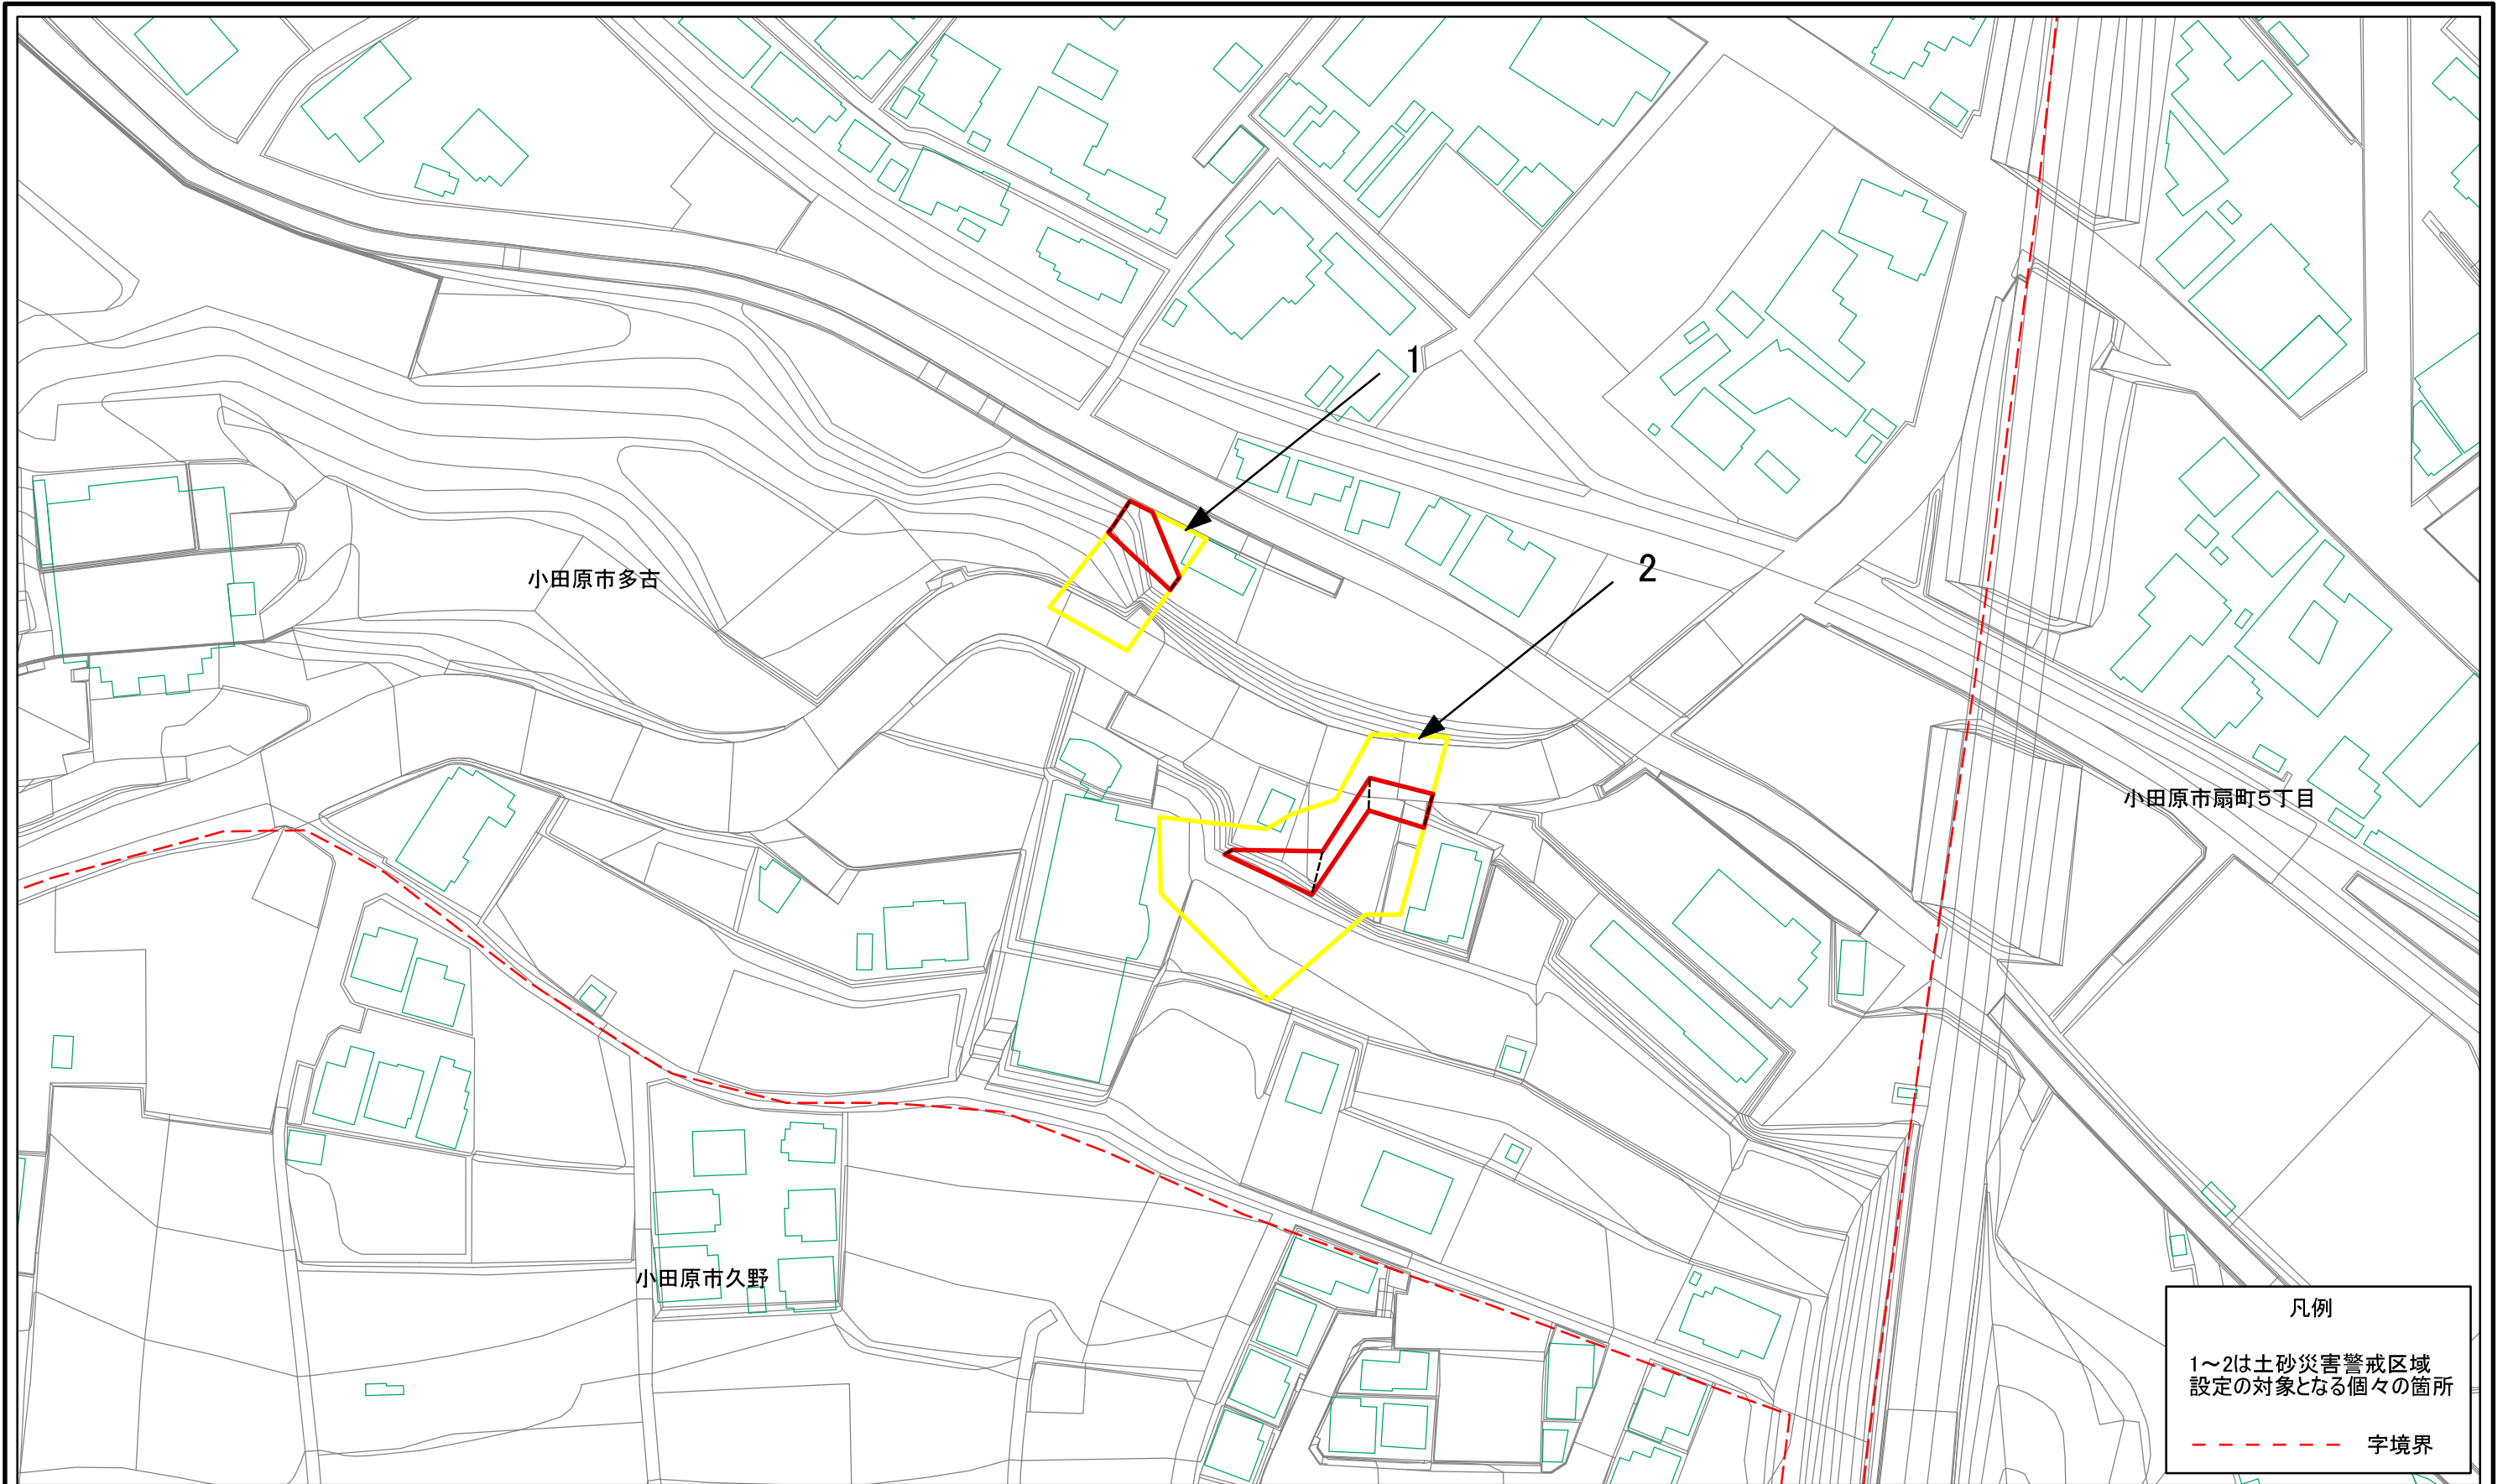 1
2
小田原市多古
小田原市扇町5丁目
小田原市久野
凡例
1～2は土砂災害警戒区域
設定の対象となる個々の箇所
字境界